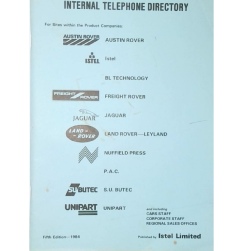 INTERNAL TELEPHONE DIRECTORY
For Sites within the Product Companies:
AUSTIN ROVER AUSTIN ROVER
ISTEL Istel
BL TECHNOLOGY
FREIGHT ROVER FREIGHT ROVER
JAGUAR JAGUAR
LAND ROVER LAND ROVER—LEYLAND
NUFFIELD PRESS
P.A.C.
SU BUTEC S.U. BUTEC
UNIPART UNIPART and including
CARS STAFF
CORPORATE STAFF
REGIONAL SALES OFFICES
Fifth Edition - 1984 Published by Istel Limited